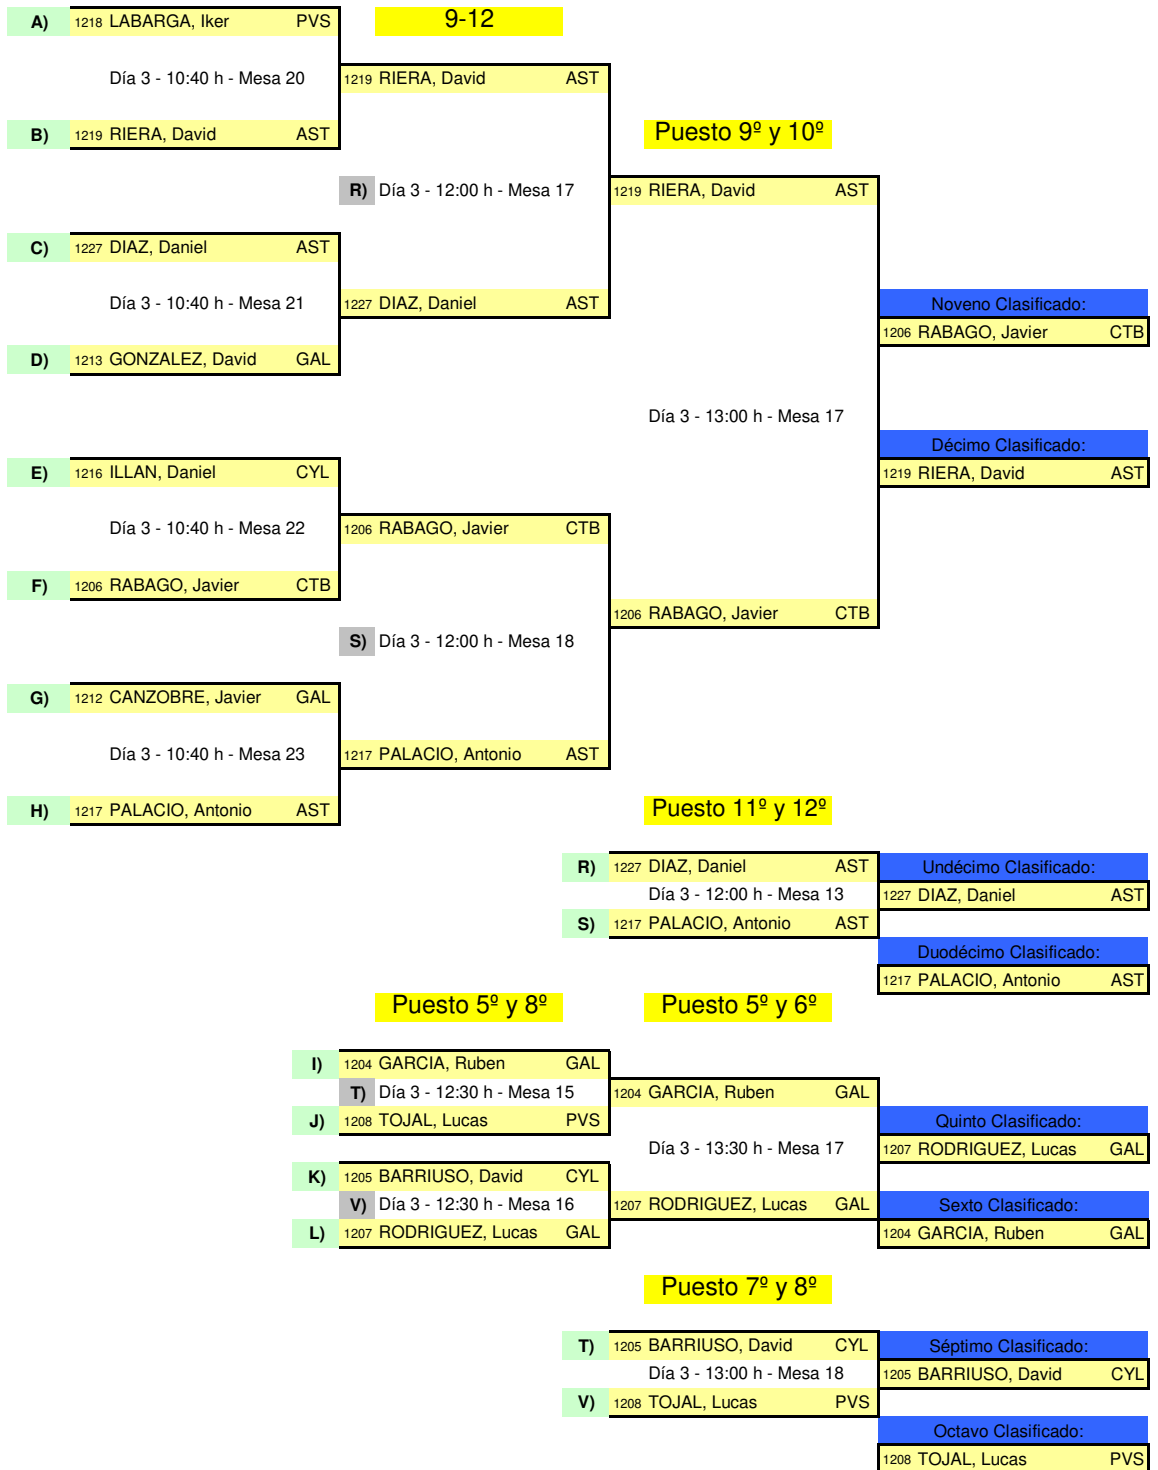 A) 1218 LABARGA, Iker PVS 9-12
Día 3 - 10:40 h - Mesa 20 1219 RIERA, David AST
B) 1219 RIERA, David AST Puesto 9º y 10º
R) Día 3 - 12:00 h - Mesa 17 1219 RIERA, David AST
C) 1227 DIAZ, Daniel AST
Día 3 - 10:40 h - Mesa 21 1227 DIAZ, Daniel AST Noveno Clasificado:
1206 RABAGO, Javier CTB
D) 1213 GONZALEZ, David GAL
Día 3 - 13:00 h - Mesa 17
Décimo Clasificado:
E) 1216 ILLAN, Daniel CYL 1219 RIERA, David AST
Día 3 - 10:40 h - Mesa 22 1206 RABAGO, Javier CTB
F) 1206 RABAGO, Javier CTB
1206 RABAGO, Javier CTB
S) Día 3 - 12:00 h - Mesa 18
G) 1212 CANZOBRE, Javier GAL
Día 3 - 10:40 h - Mesa 23 1217 PALACIO, Antonio AST
H) 1217 PALACIO, Antonio AST Puesto 11º y 12º
R) 1227 DIAZ, Daniel AST Undécimo Clasificado:
Día 3 - 12:00 h - Mesa 13 1227 DIAZ, Daniel AST
S) 1217 PALACIO, Antonio AST
Duodécimo Clasificado:
1217 PALACIO, Antonio AST
Puesto 5º y 8º Puesto 5º y 6º
I) 1204 GARCIA, Ruben GAL
T) Día 3 - 12:30 h - Mesa 15 1204 GARCIA, Ruben GAL
J) 1208 TOJAL, Lucas PVS Quinto Clasificado:
Día 3 - 13:30 h - Mesa 17 1207 RODRIGUEZ, Lucas GAL
K) 1205 BARRIUSO, David CYL
V) Día 3 - 12:30 h - Mesa 16 1207 RODRIGUEZ, Lucas GAL Sexto Clasificado:
L) 1207 RODRIGUEZ, Lucas GAL 1204 GARCIA, Ruben GAL
Puesto 7º y 8º
T) 1205 BARRIUSO, David CYL Séptimo Clasificado:
Día 3 - 13:00 h - Mesa 18 1205 BARRIUSO, David CYL
V) 1208 TOJAL, Lucas PVS
Octavo Clasificado:
1208 TOJAL, Lucas PVS